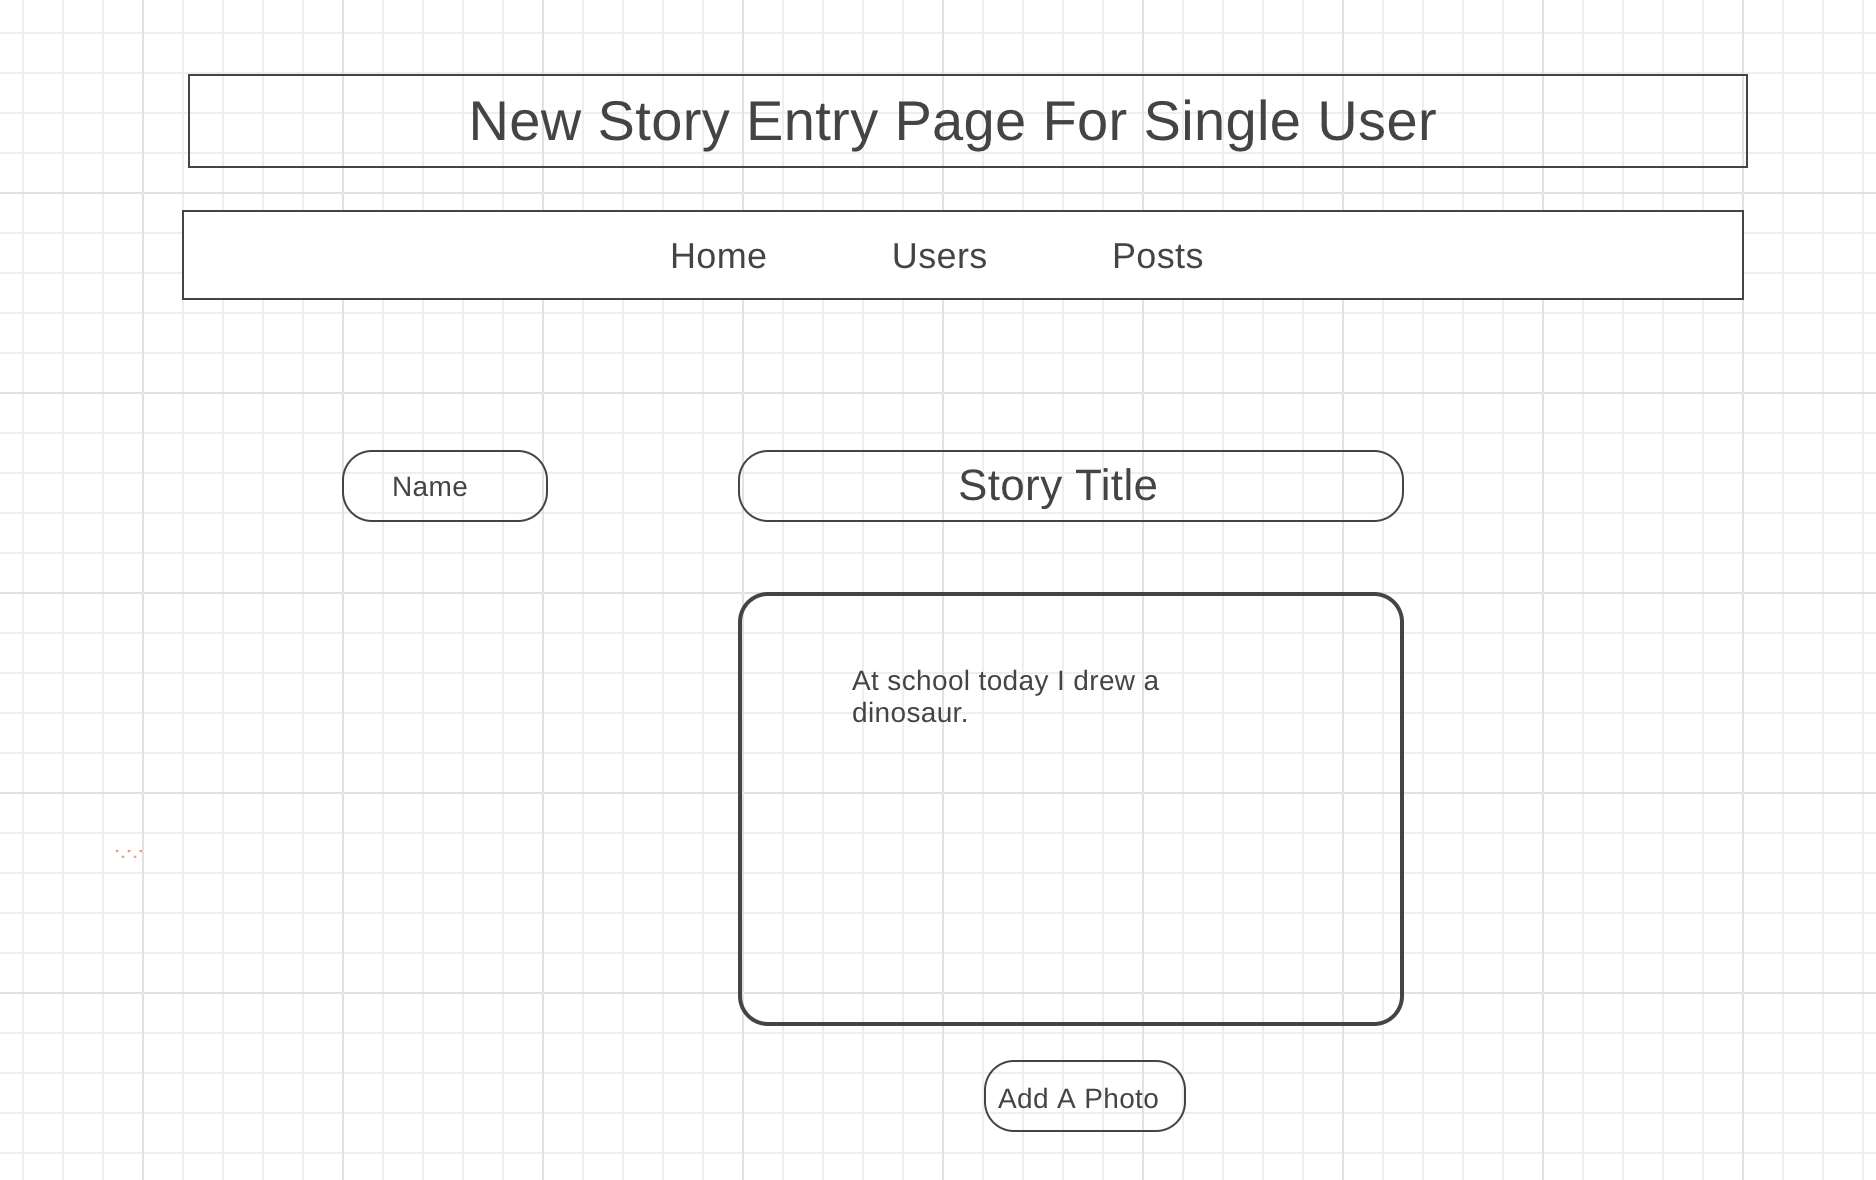 New Story Entry Page For Single User
Home Users Posts
Name
Story Title
At school today I drew a
dinosaur.
Add A Photo